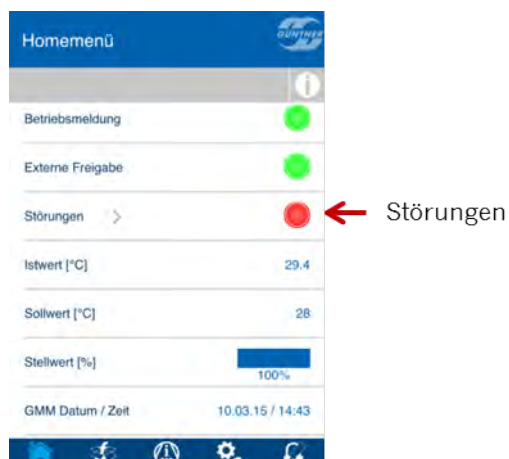 Homemenü
GÜNTNER
Betriebsmeldung
Externe Freigabe
Störungen > Störungen
Istwert [°C] 29.4
Sollwert [°C] 28
Stellwert [%]
100%
GMM Datum / Zeit 10.03.15 / 14:43